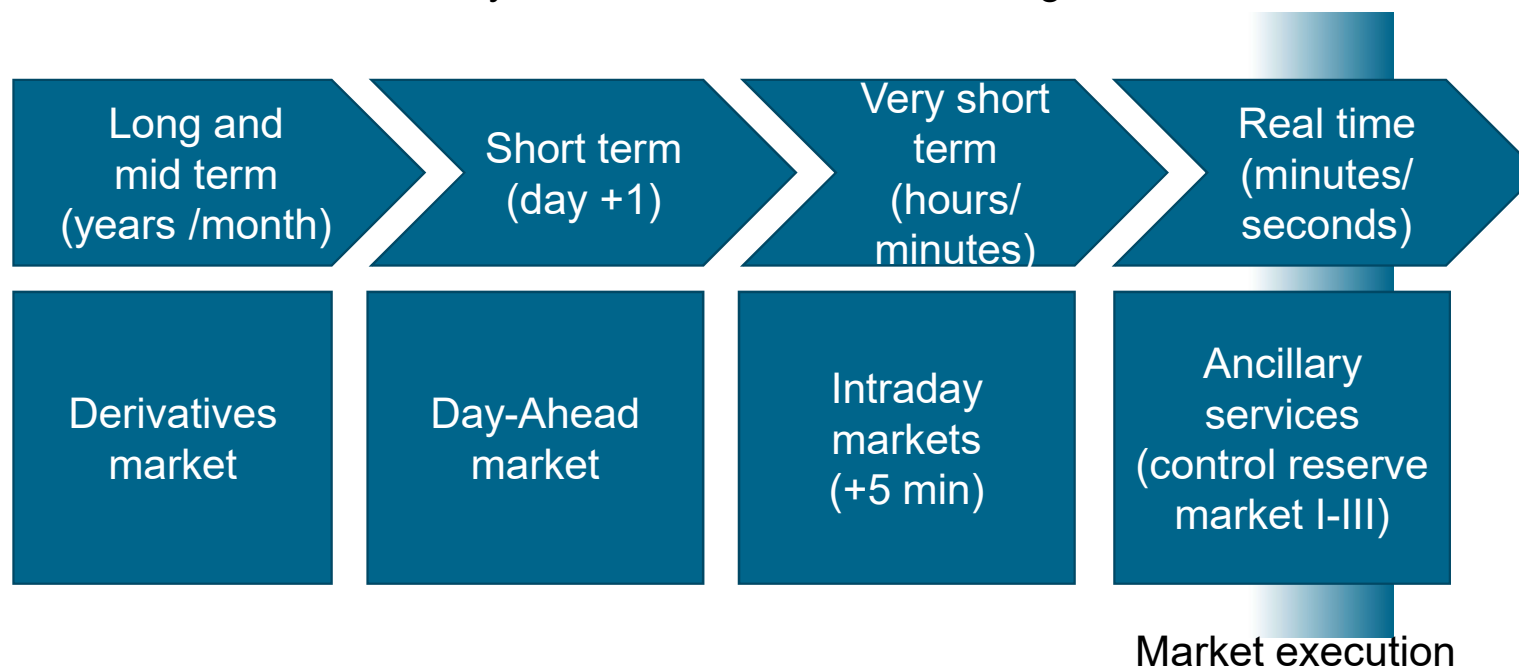 Long and
mid term
(years /month)
Short term
(day +1)
Very short
term
(hours/
minutes)
Real time
(minutes/
seconds)
Derivatives
market
Day-Ahead
market
Intraday
markets
(+5 min)
Ancillary
services
(control reserve
market I-III)
Market execution